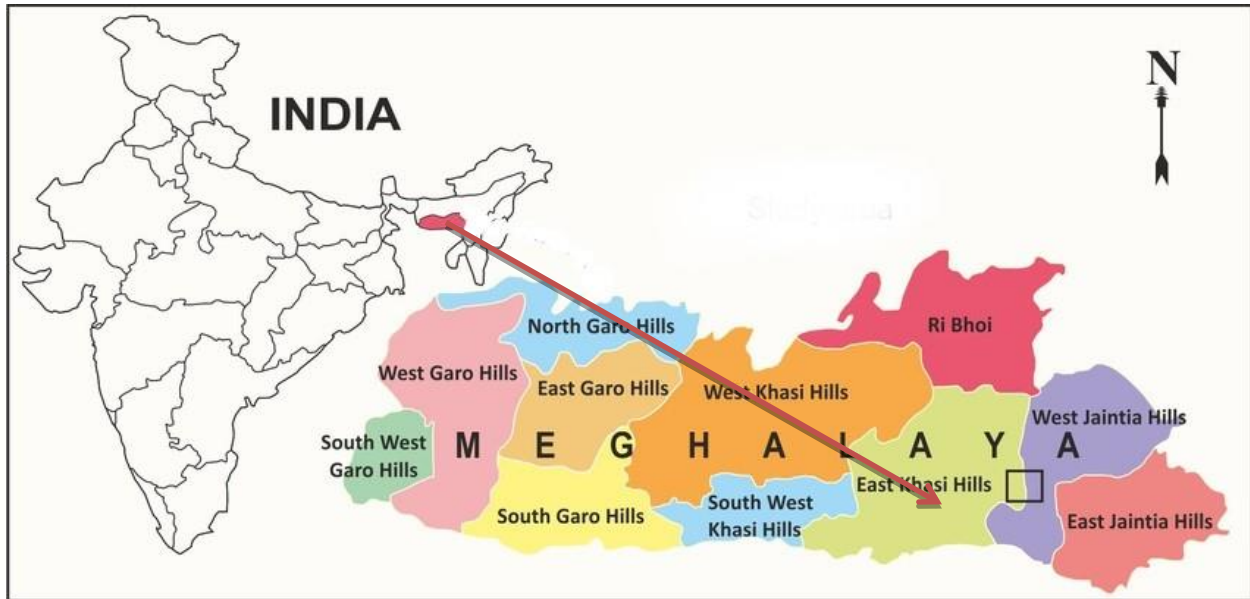 INDIA
N
North Garo Hills
Ri Bhoi
West Garo Hills
East Garo Hills
West Khasi Hills
West Jaintia Hills
South West
Garo Hills
MEGHALAYA
East Khasi Hills
South West
Khasi Hills
South Garo Hills
East Jaintia Hills